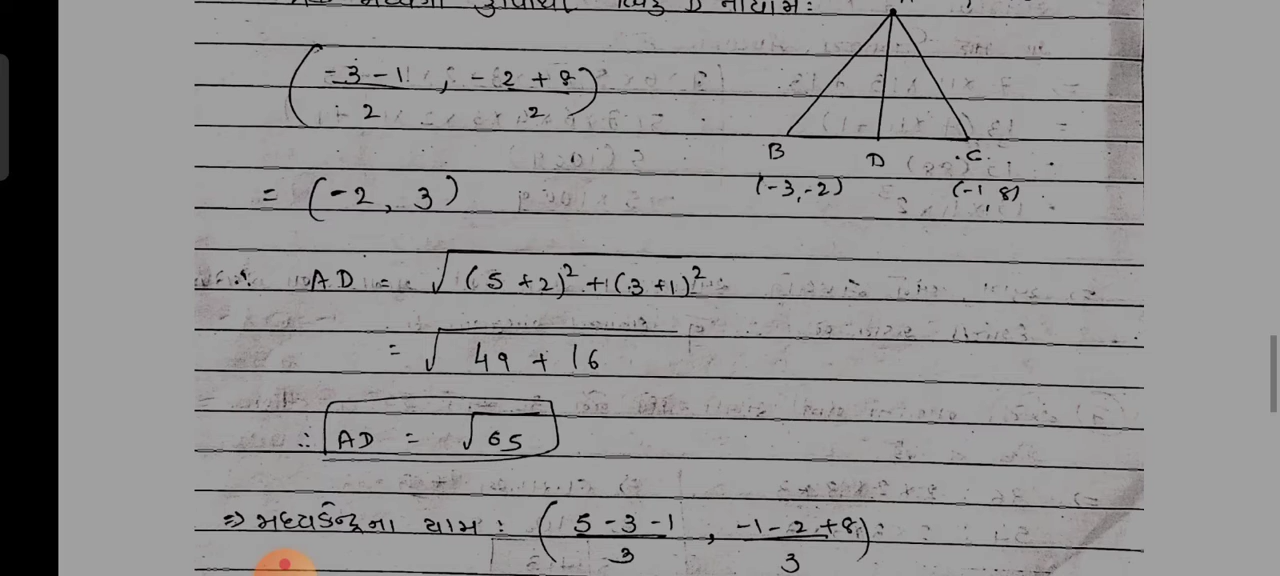 બિંદુ D ના યામ :
( -3 - 1 / 2 , -2 + 8 / 2 )
B D C
(-3,-2) (-1, 8)
= (-2, 3)
∴ AD = √(5 + 2)² + (3 + 1)²
= √49 + 16
∴ AD = √65
⇒ મધ્યકેન્દ્રના યામ : ( 5 - 3 - 1 / 3 , -1 - 2 + 8 / 3 )